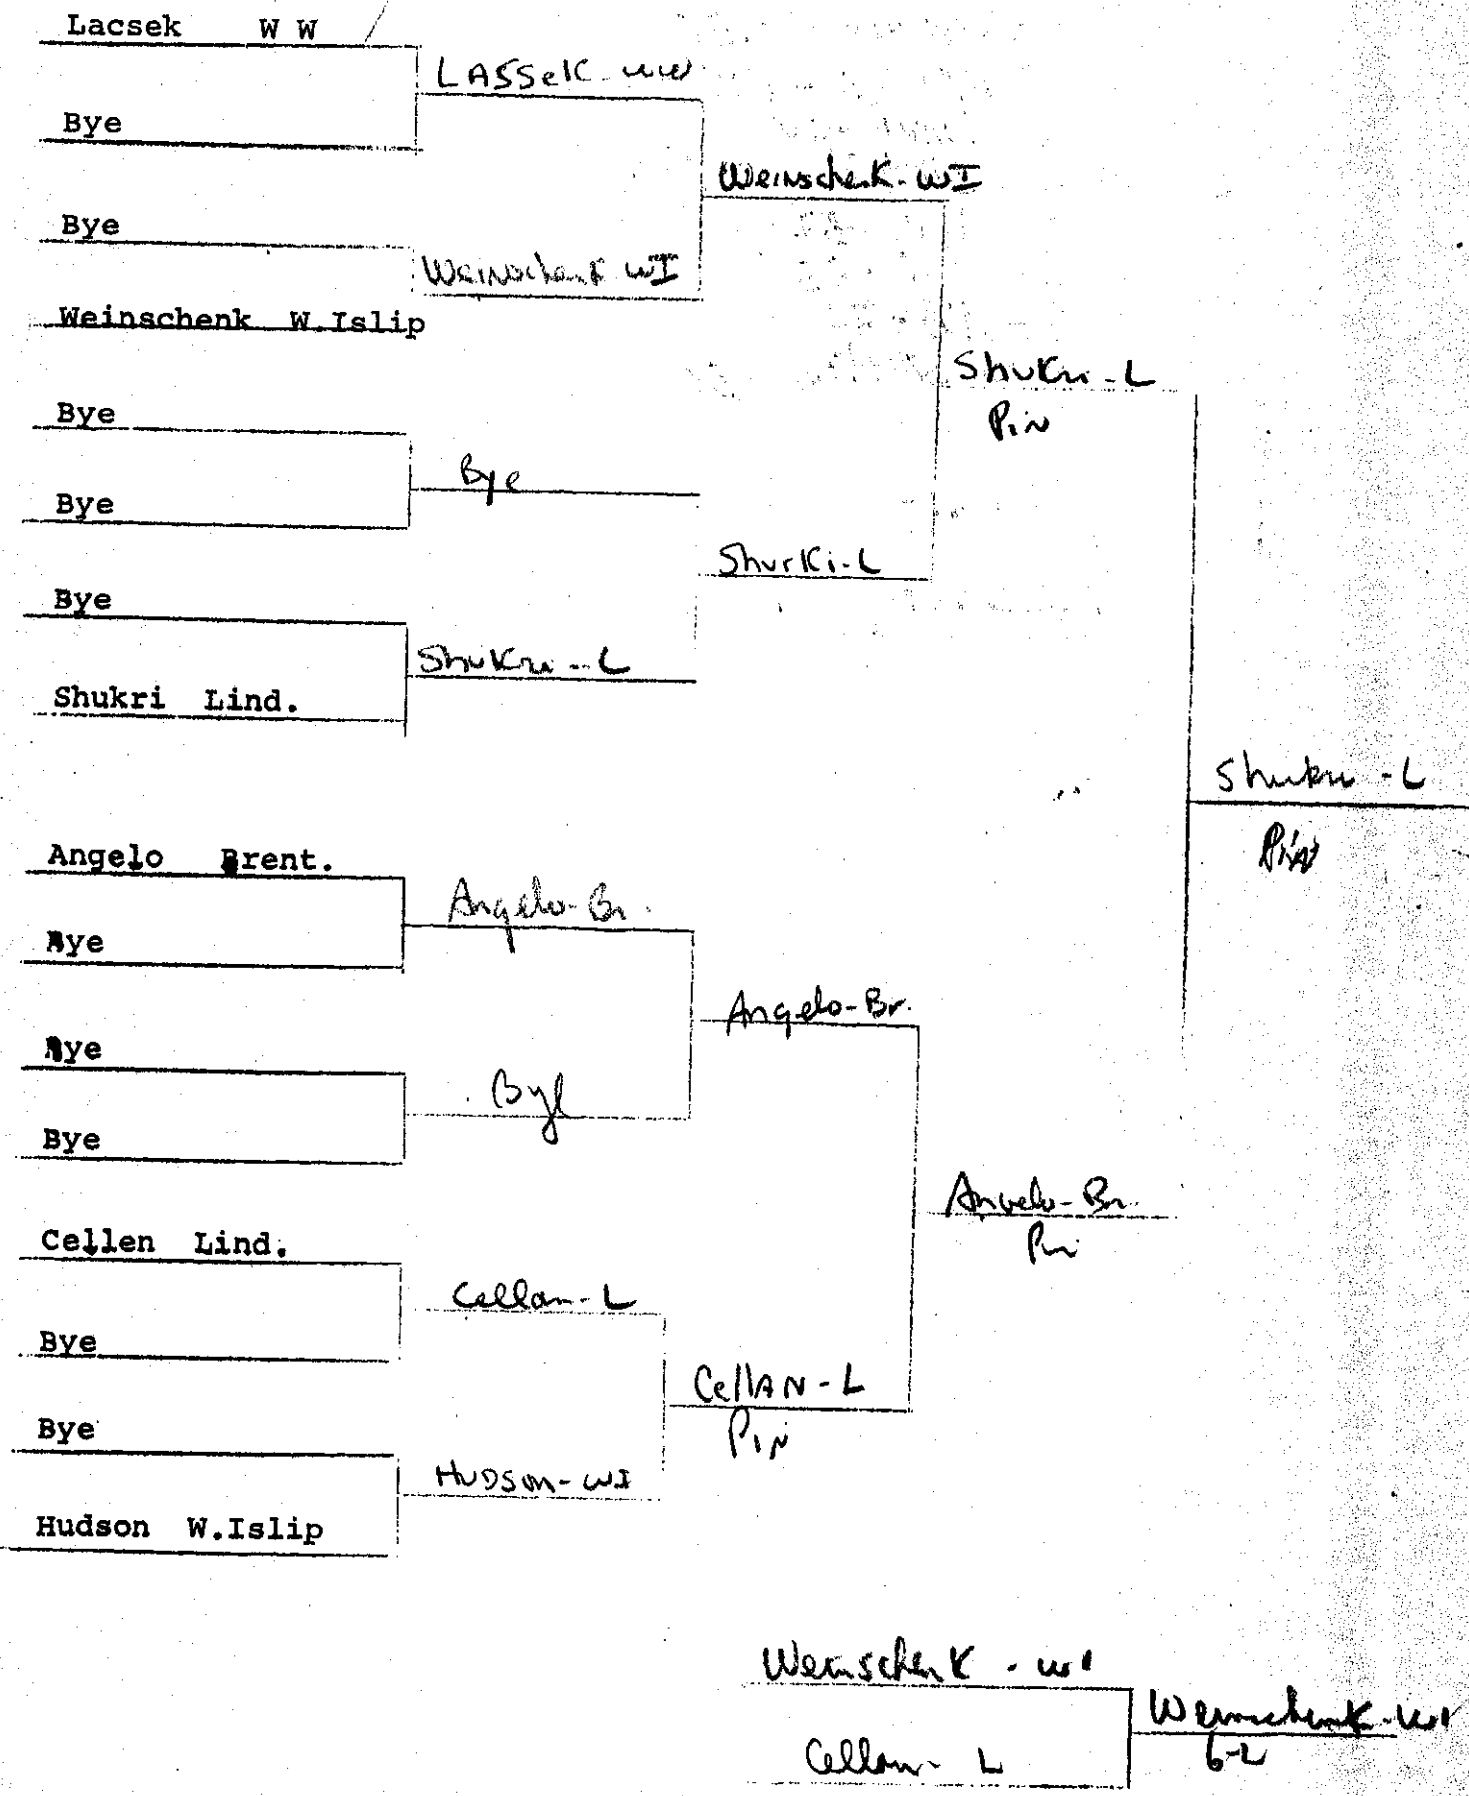 Lacsek W W
LASSeK-WW
Bye
Weinschenk-WI
Bye
Weinschenk WI
Weinschenk W.Islip
Shukri-L
Pin
Bye
Bye
Bye
Shurki-L
Bye
Shukri--L
Shukri Lind.
Shukri -L
Pin
Angelo Brent.
Angelo-Br.
Bye
Angelo-Br.
Bye
Bye
Bye
Angelo-Br.
Pin
Cellen Lind.
Cellan-L
Bye
CellAN-L
PIN
Bye
HUDSon-WI
Hudson W.Islip
Weinschenk - WI
Weinschenk-WI
6-2
Cellan- L